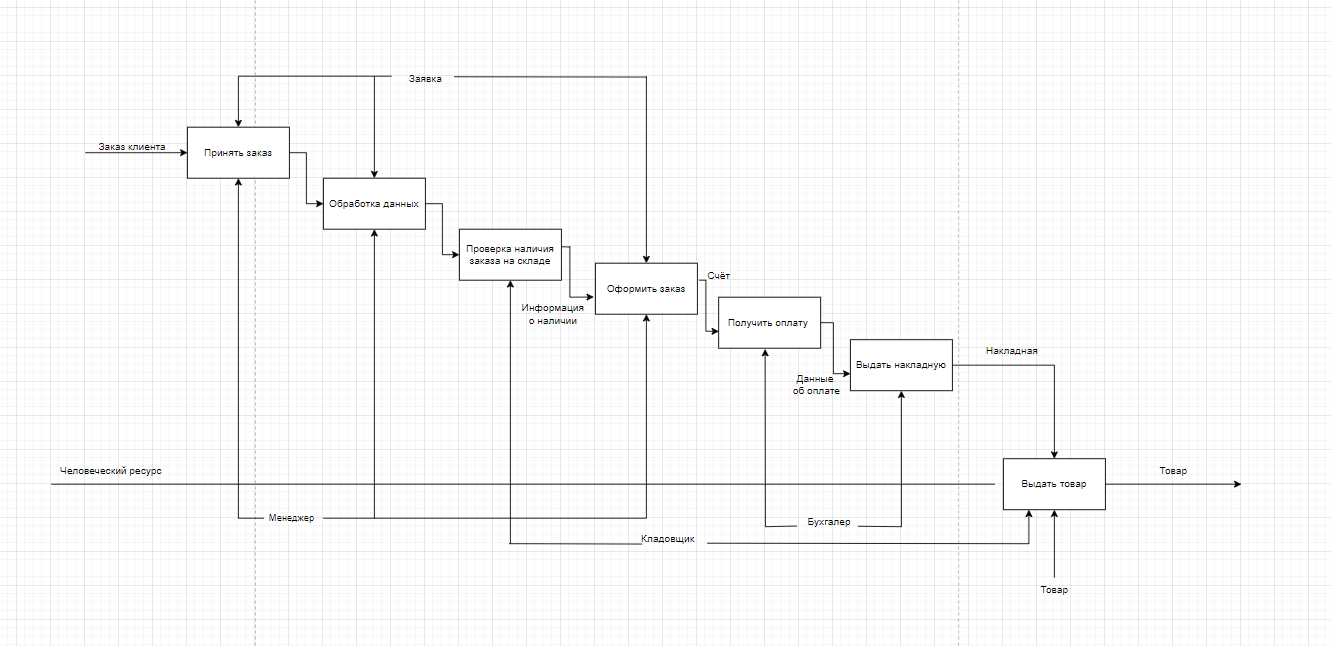 Заявка
Заказ клиента
Принять заказ
Обработка данных
Проверка наличия
заказа на складе
Счёт
Оформить заказ
Информация
о наличии
Получить оплату
Накладная
Выдать накладную
Данные
об оплате
Человеческий ресурс
Товар
Выдать товар
Менеджер
Бухгалер
Кладовщик
Товар